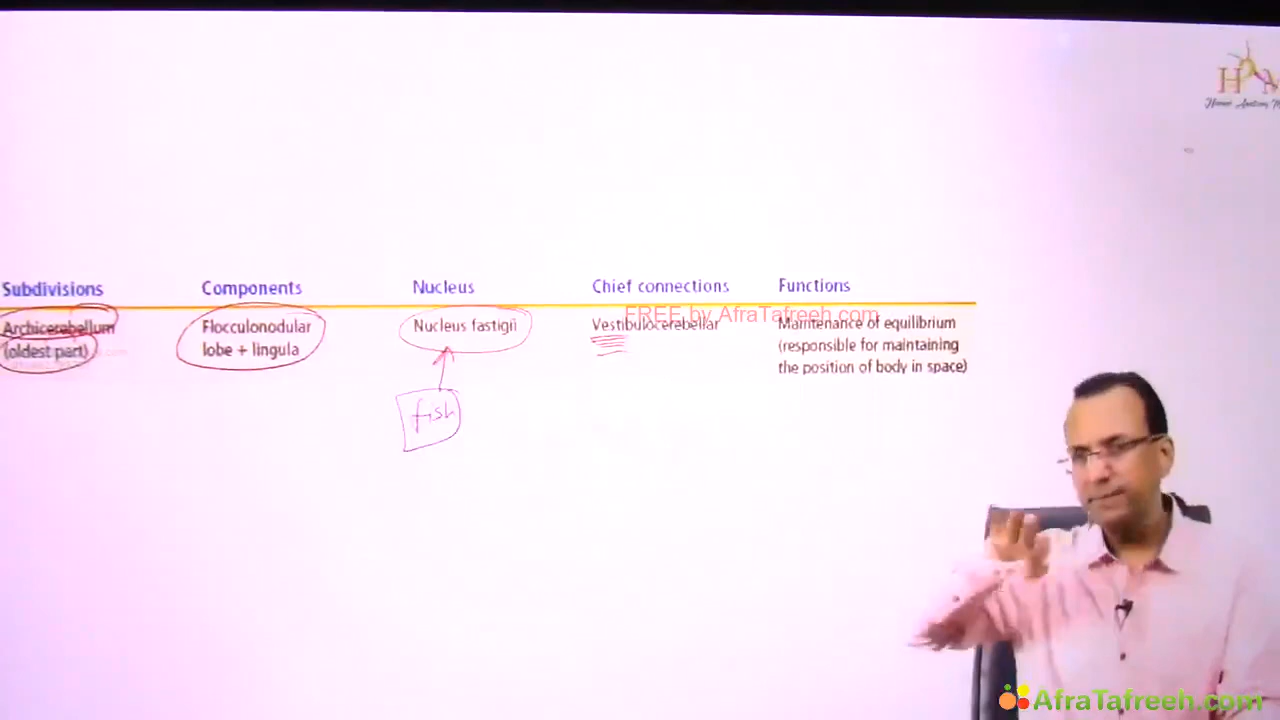 H M
Subdivisions Components Nucleus Chief connections Functions
FREE by AfraTafreeh.com
Archicerebellum Flocculonodular Nucleus fastigii Vestibulocerebellar Maintenance of equilibrium
(oldest part) lobe + lingula (responsible for maintaining
the position of body in space)
fish
AfraTafreeh.com